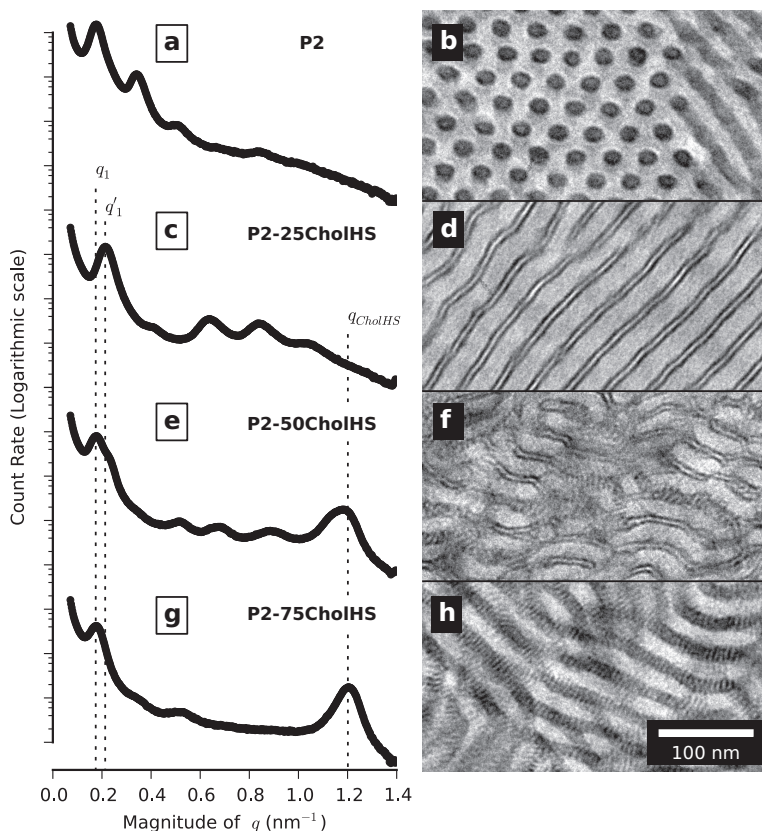 a
P2
b
q₁
q′₁
c
P2-25CholHS
d
q_CholHS
e
P2-50CholHS
f
g
P2-75CholHS
h
100 nm
Count Rate (Logarithmic scale)
0.0 0.2 0.4 0.6 0.8 1.0 1.2 1.4
Magnitude of q (nm⁻¹)